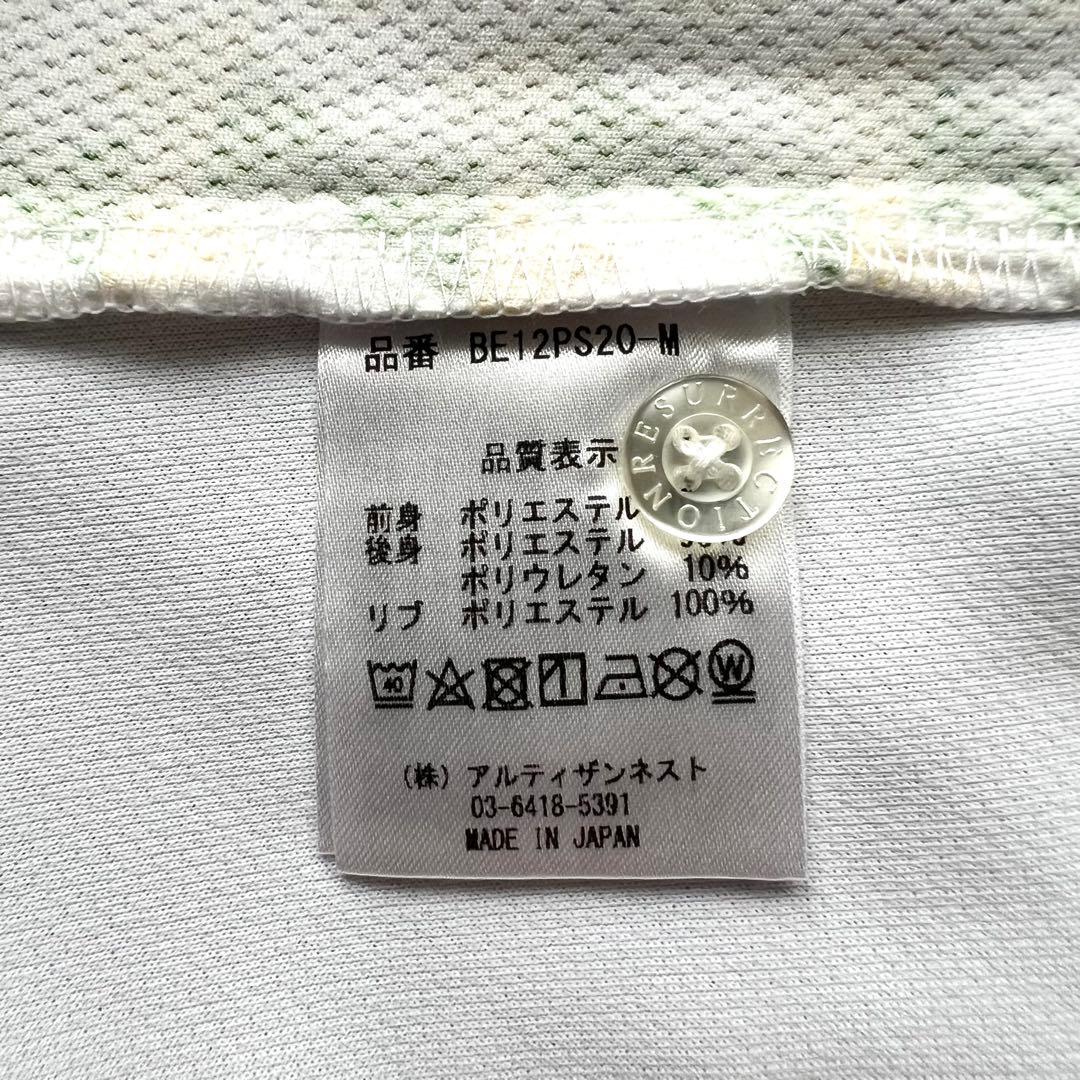 品番 BE12PS20-M
RESURRECTION
品質表示
前身 ポリエステル
後身 ポリエステル
ポリウレタン 10%
リブ ポリエステル 100%
40
W
(株)アルティザンネスト
03-6418-5391
MADE IN JAPAN